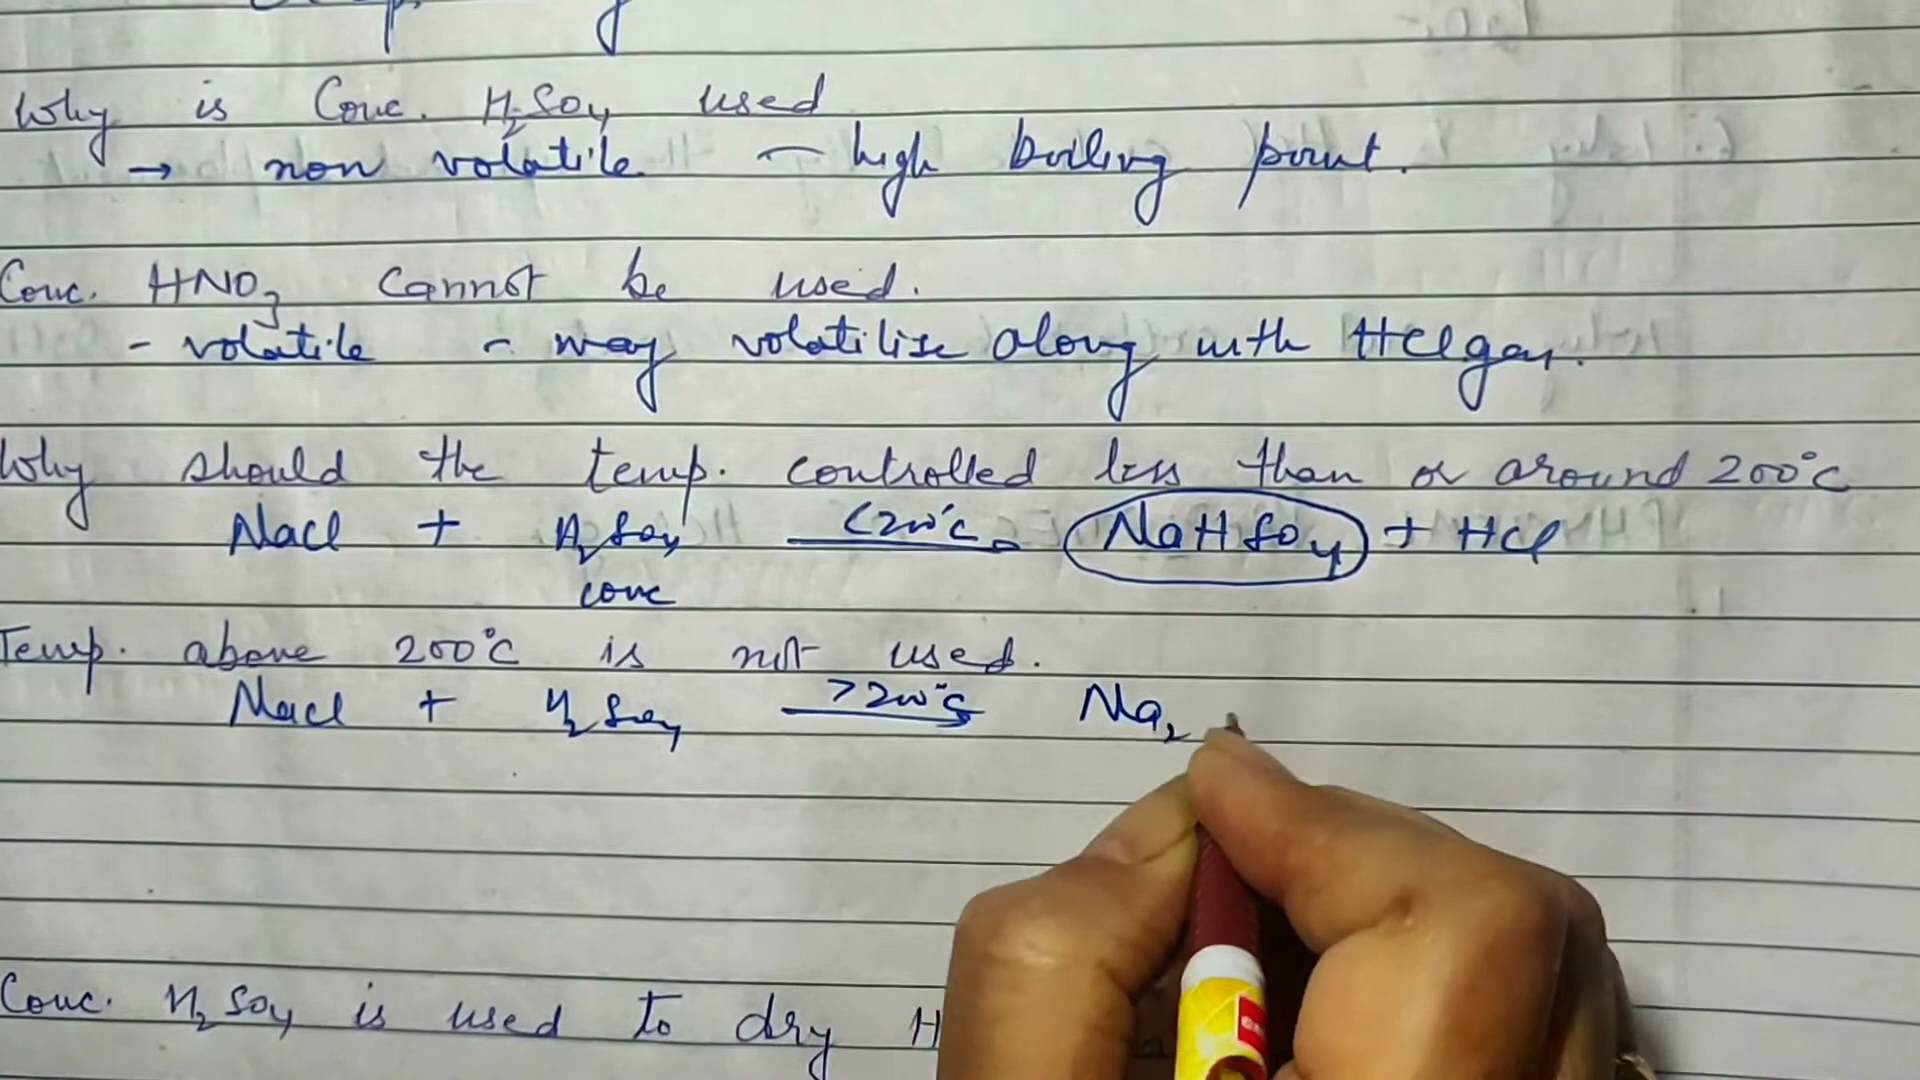 Why is Conc. H₂SO₄ used
→ non volatile – high boiling point.
Conc. HNO₃ cannot be used.
- volatile - may volatilise along with HCl gas.
Why should the temp. controlled less than or around 200°C
NaCl + H₂SO₄ <200°C → NaHSO₄ + HCl
conc
Temp. above 200°C is not used.
NaCl + H₂SO₄ >200°C → Na₂
Conc. H₂SO₄ is used to dry H